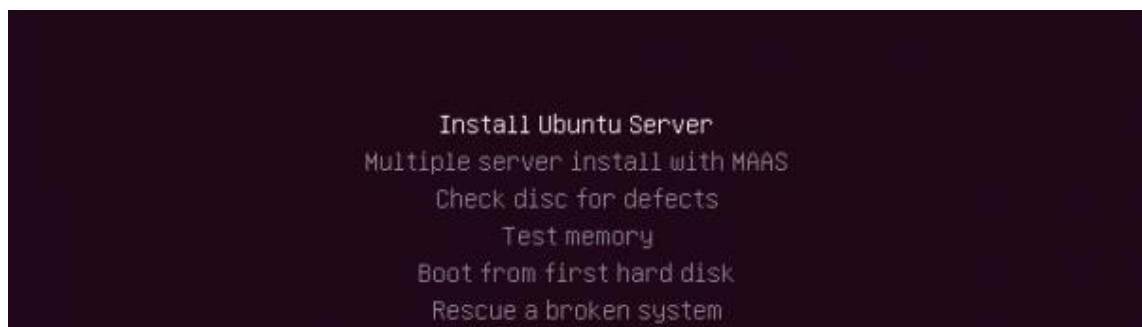 Install Ubuntu Server
Multiple server install with MAAS
Check disc for defects
Test memory
Boot from first hard disk
Rescue a broken system